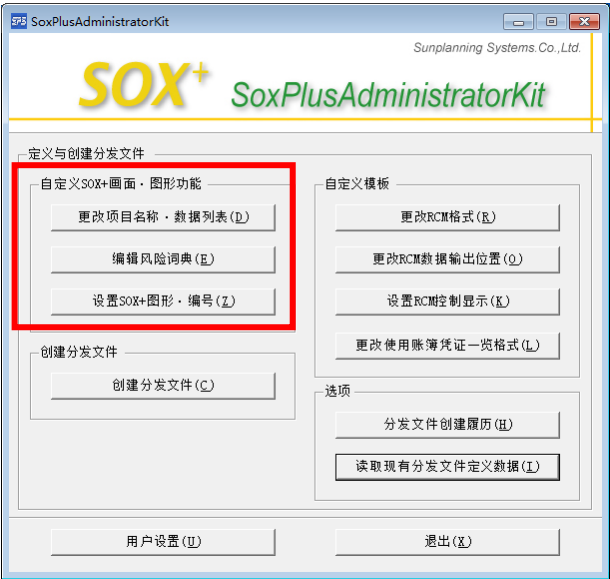 SPS SoxPlusAdministratorKit
Sunplanning Systems.Co.,Ltd.
SOX+ SoxPlusAdministratorKit
定义与创建分发文件
自定义SOX+画面・图形功能
更改项目名称・数据列表(D)
编辑风险词典(E)
设置SOX+图形・编号(Z)
创建分发文件
创建分发文件(C)
自定义模板
更改RCM格式(R)
更改RCM数据输出位置(O)
设置RCM控制显示(K)
更改使用账簿凭证一览格式(L)
选项
分发文件创建履历(H)
读取现有分发文件定义数据(I)
用户设置(U)
退出(X)